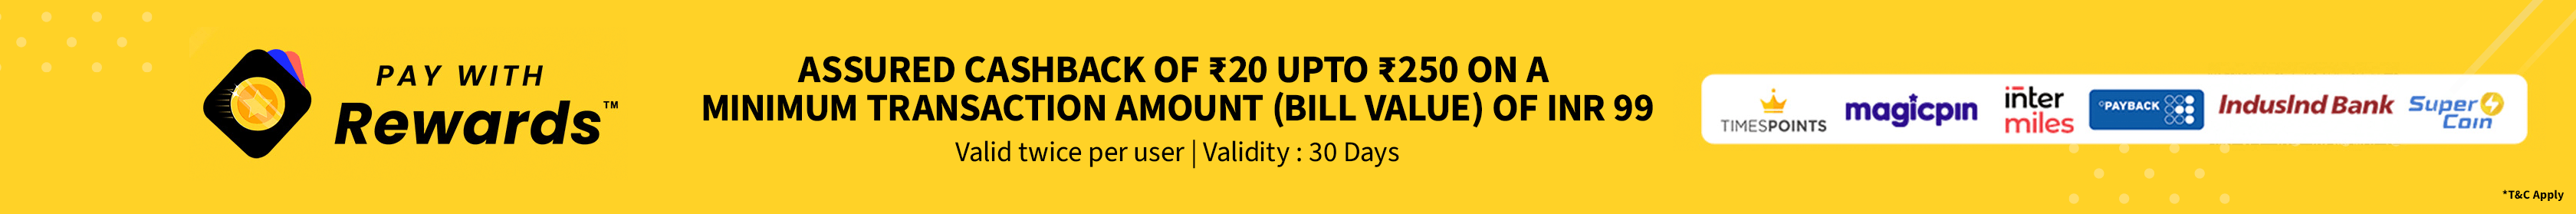 PAY WITH
Rewards™
ASSURED CASHBACK OF ₹20 UPTO ₹250 ON A
MINIMUM TRANSACTION AMOUNT (BILL VALUE) OF INR 99
Valid twice per user | Validity : 30 Days
TIMESPOINTS
magicpin
inter
miles
°PAYBACK
IndusInd Bank
Super
Coin
*T&C Apply